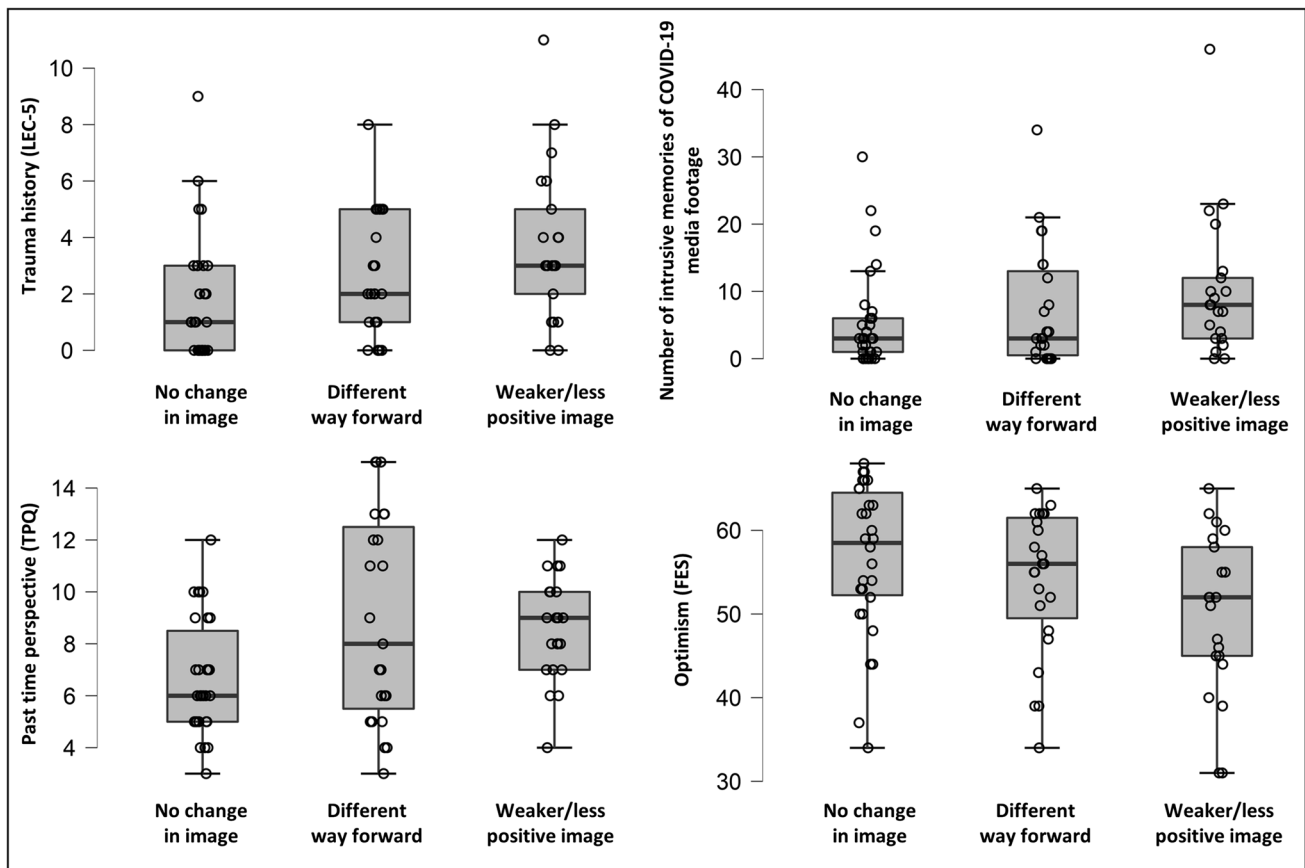 Trauma history (LEC-5)
10
8
6
4
2
0
No change
in image
Different
way forward
Weaker/less
positive image
Number of intrusive memories of COVID-19
media footage
40
30
20
10
0
No change
in image
Different
way forward
Weaker/less
positive image
Past time perspective (TPQ)
14
12
10
8
6
4
No change
in image
Different
way forward
Weaker/less
positive image
Optimism (FES)
60
50
40
30
No change
in image
Different
way forward
Weaker/less
positive image